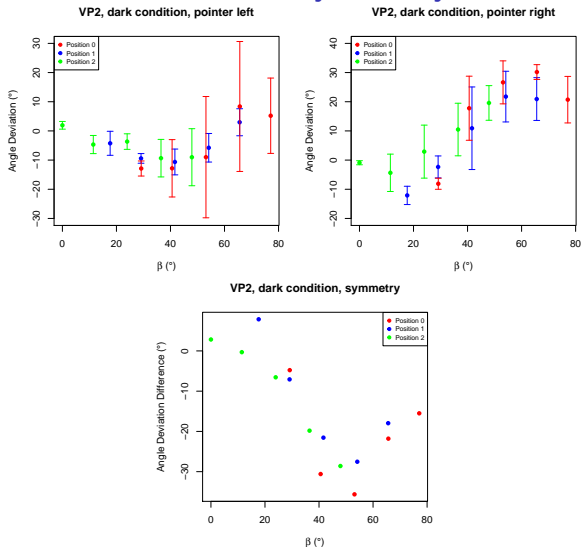 VP2, dark condition, pointer left
Position 0
Position 1
Position 2
Angle Deviation (°)
30
20
10
0
−10
−20
−30
0
20
40
60
80
β (°)
VP2, dark condition, pointer right
Position 0
Position 1
Position 2
Angle Deviation (°)
40
30
20
10
0
−10
−20
0
20
40
60
80
β (°)
VP2, dark condition, symmetry
Position 0
Position 1
Position 2
Angle Deviation Difference (°)
0
−10
−20
−30
0
20
40
60
80
β (°)